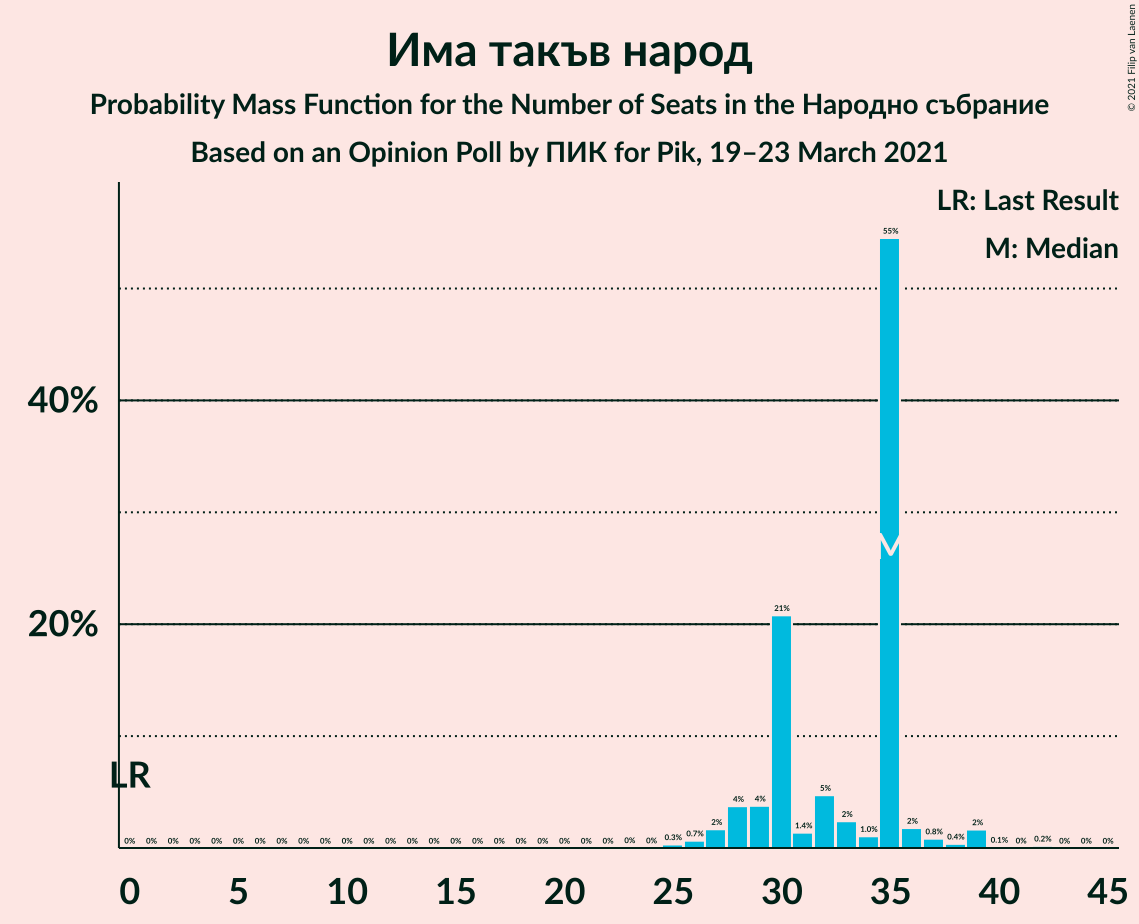 Има такъв народ
Probability Mass Function for the Number of Seats in the Народно събрание
Based on an Opinion Poll by ПИК for Pik, 19–23 March 2021
© 2021 Filip van Laenen
LR: Last Result
M: Median
55%
40%
M
21%
20%
LR
0% 0% 0% 0% 0% 0% 0% 0% 0% 0% 0% 0% 0% 0% 0% 0% 0% 0% 0% 0% 0% 0% 0% 0% 0% 0.3% 0.7% 2% 4% 4% 1.4% 5% 2% 1.0% 2% 0.8% 0.4% 2% 0.1% 0% 0.2% 0% 0% 0%
0 5 10 15 20 25 30 35 40 45